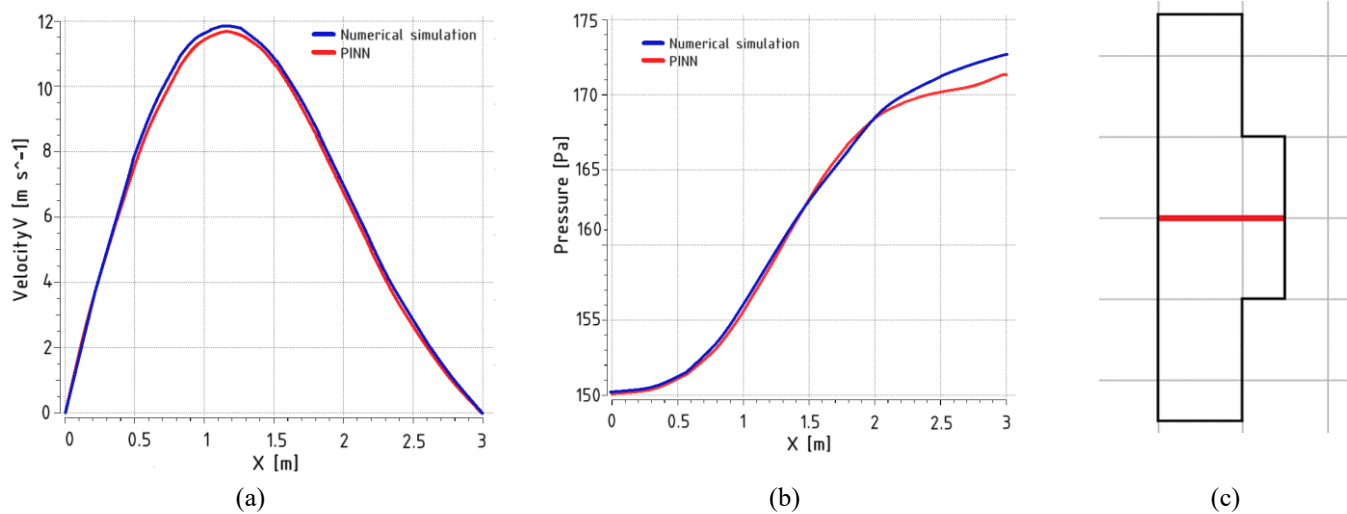 12
10
8
6
4
2
0
Velocity V [m s^-1]
Numerical simulation
PINN
0 0.5 1 1.5 2 2.5 3
X [m]
(a)
175
170
165
160
155
150
Pressure [Pa]
Numerical simulation
PINN
0 0.5 1 1.5 2 2.5 3
X [m]
(b)
(c)